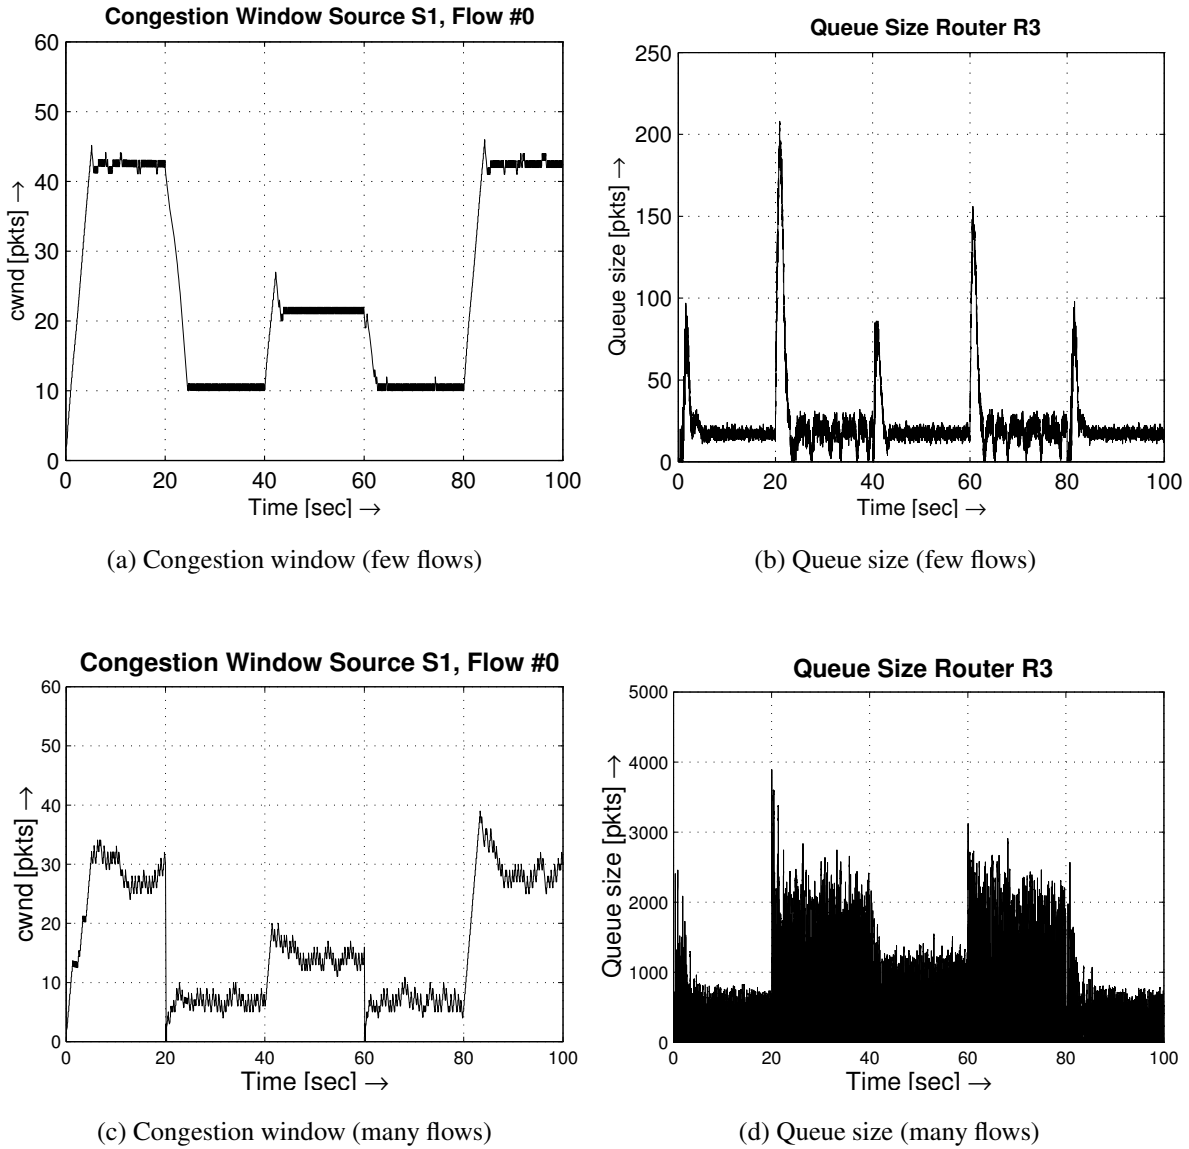 Congestion Window Source S1, Flow #0
60
50
40
30
20
10
0
cwnd [pkts] →
0 20 40 60 80 100
Time [sec] →
(a) Congestion window (few flows)
Queue Size Router R3
250
200
150
100
50
0
Queue size [pkts] →
0 20 40 60 80 100
Time [sec] →
(b) Queue size (few flows)
Congestion Window Source S1, Flow #0
60
50
40
30
20
10
0
cwnd [pkts] →
0 20 40 60 80 100
Time [sec] →
(c) Congestion window (many flows)
Queue Size Router R3
5000
4000
3000
2000
1000
0
Queue size [pkts] →
0 20 40 60 80 100
Time [sec] →
(d) Queue size (many flows)